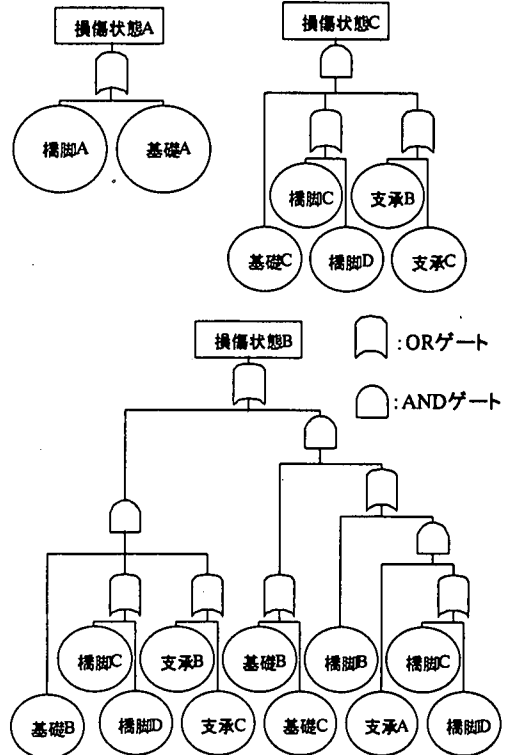 損傷状態A
橋脚A
基礎A
損傷状態C
橋脚C
支承B
基礎C
橋脚D
支承C
損傷状態B
:ORゲート
:ANDゲート
橋脚C
支承B
基礎B
橋脚B
橋脚C
基礎B
橋脚D
支承C
基礎C
支承A
橋脚D